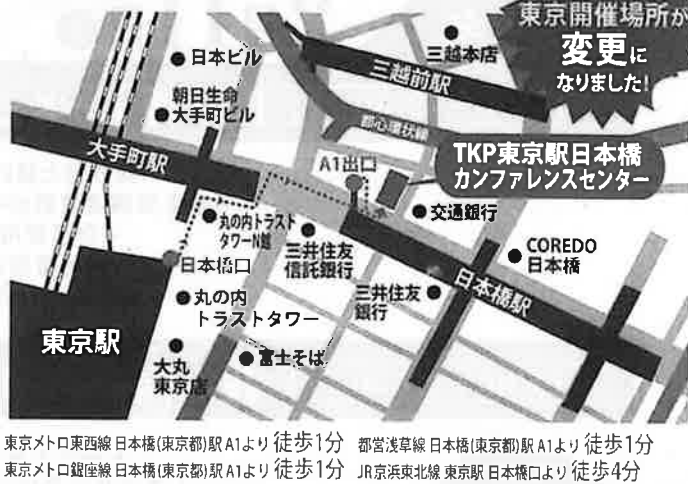 東京開催場所が
変更に
なりました!
日本ビル
三越本店
三越前駅
朝日生命
大手町ビル
都心環状線
大手町駅
A1出口
TKP東京駅日本橋
カンファレンスセンター
丸の内トラスト
タワーN館
三井住友
信託銀行
交通銀行
COREDO
日本橋
日本橋口
日本橋駅
三井住友
銀行
丸の内
トラストタワー
東京駅
大丸
東京店
富士そば
東京メトロ東西線 日本橋(東京都)駅 A1より 徒歩1分 都営浅草線 日本橋(東京都)駅 A1より 徒歩1分
東京メトロ銀座線 日本橋(東京都)駅 A1より 徒歩1分 JR京浜東北線 東京駅 日本橋口より 徒歩4分